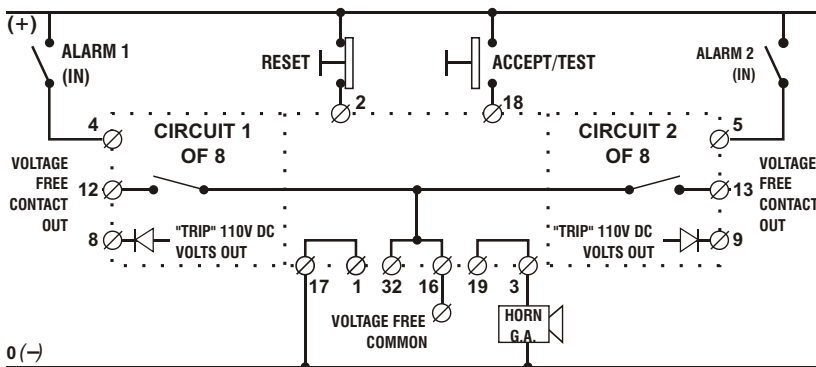 (+)
ALARM 1
(IN)
RESET
ACCEPT/TEST
ALARM 2
(IN)
2
18
4
CIRCUIT 1
OF 8
CIRCUIT 2
OF 8
5
VOLTAGE
FREE
CONTACT
OUT
12
13
VOLTAGE
FREE
CONTACT
OUT
8
"TRIP" 110V DC
VOLTS OUT
"TRIP" 110V DC
VOLTS OUT
9
17
1
32
16
19
3
VOLTAGE FREE
COMMON
HORN
G.A.
0 (−)